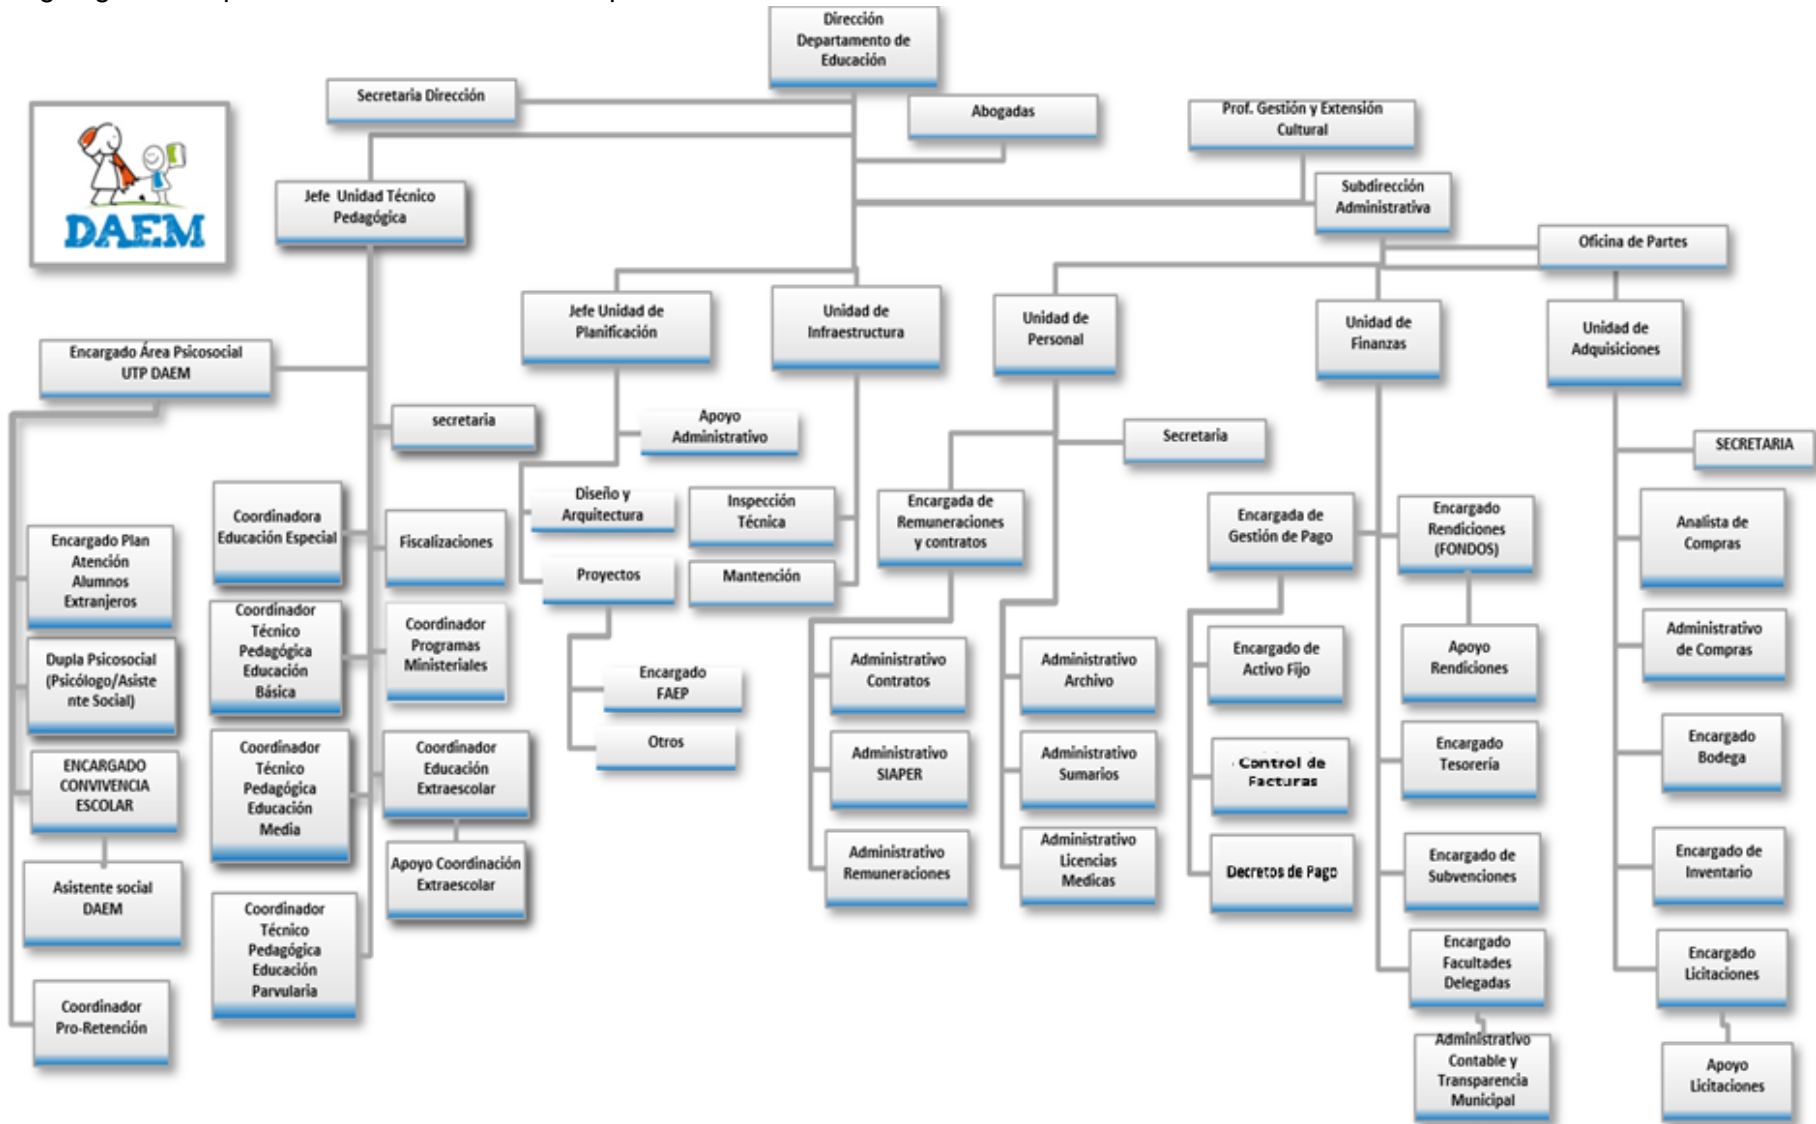 Dirección
Departamento de
Educación
Secretaria Dirección
Abogadas
Prof. Gestión y Extensión
Cultural
DAEM
Jefe Unidad Técnico
Pedagógica
Subdirección
Administrativa
Oficina de Partes
Jefe Unidad de
Planificación
Unidad de
Infraestructura
Unidad de
Personal
Unidad de
Finanzas
Unidad de
Adquisiciones
Encargado Área Psicosocial
UTP DAEM
secretaria
Apoyo
Administrativo
Secretaria
SECRETARIA
Diseño y
Arquitectura
Proyectos
Encargado
FAEP
Otros
Inspección
Técnica
Mantención
Encargado Plan
Atención
Alumnos
Extranjeros
Dupla Psicosocial
(Psicólogo/Asiste
nte Social)
ENCARGADO
CONVIVENCIA
ESCOLAR
Asistente social
DAEM
Coordinador
Pro-Retención
Coordinadora
Educación Especial
Coordinador
Técnico
Pedagógica
Educación
Básica
Coordinador
Técnico
Pedagógica
Educación
Media
Coordinador
Técnico
Pedagógica
Educación
Parvularia
Fiscalizaciones
Coordinador
Programas
Ministeriales
Coordinador
Educación
Extraescolar
Apoyo Coordinación
Extraescolar
Encargada de
Remuneraciones
y contratos
Administrativo
Contratos
Administrativo
SIAPER
Administrativo
Remuneraciones
Administrativo
Archivo
Administrativo
Sumarios
Administrativo
Licencias
Medicas
Encargada de
Gestión de Pago
Encargado de
Activo Fijo
Control de
Facturas
Decretos de Pago
Encargado
Rendiciones
(FONDOS)
Apoyo
Rendiciones
Encargado
Tesorería
Encargado de
Subvenciones
Encargado
Facultades
Delegadas
Administrativo
Contable y
Transparencia
Municipal
Analista de
Compras
Administrativo
de Compras
Encargado
Bodega
Encargado de
Inventario
Encargado
Licitaciones
Apoyo
Licitaciones